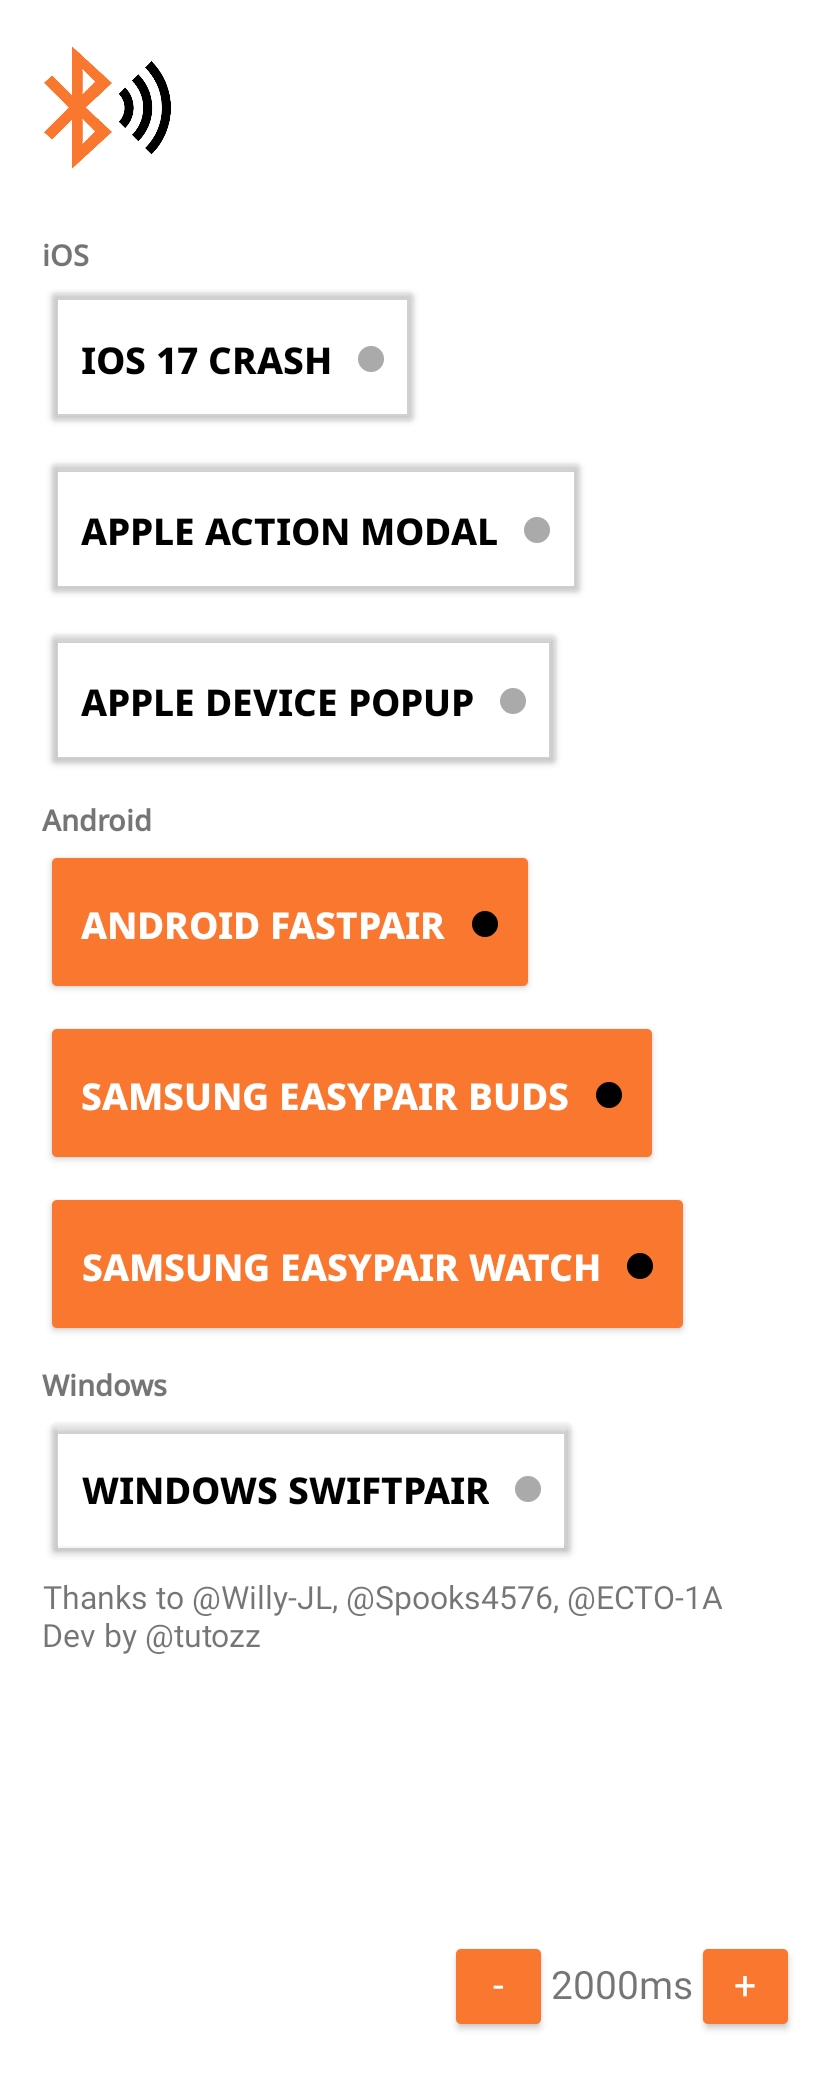 iOS
IOS 17 CRASH
APPLE ACTION MODAL
APPLE DEVICE POPUP
Android
ANDROID FASTPAIR
SAMSUNG EASYPAIR BUDS
SAMSUNG EASYPAIR WATCH
Windows
WINDOWS SWIFTPAIR
Thanks to @Willy-JL, @Spooks4576, @ECTO-1A
Dev by @tutozz
- 2000ms +